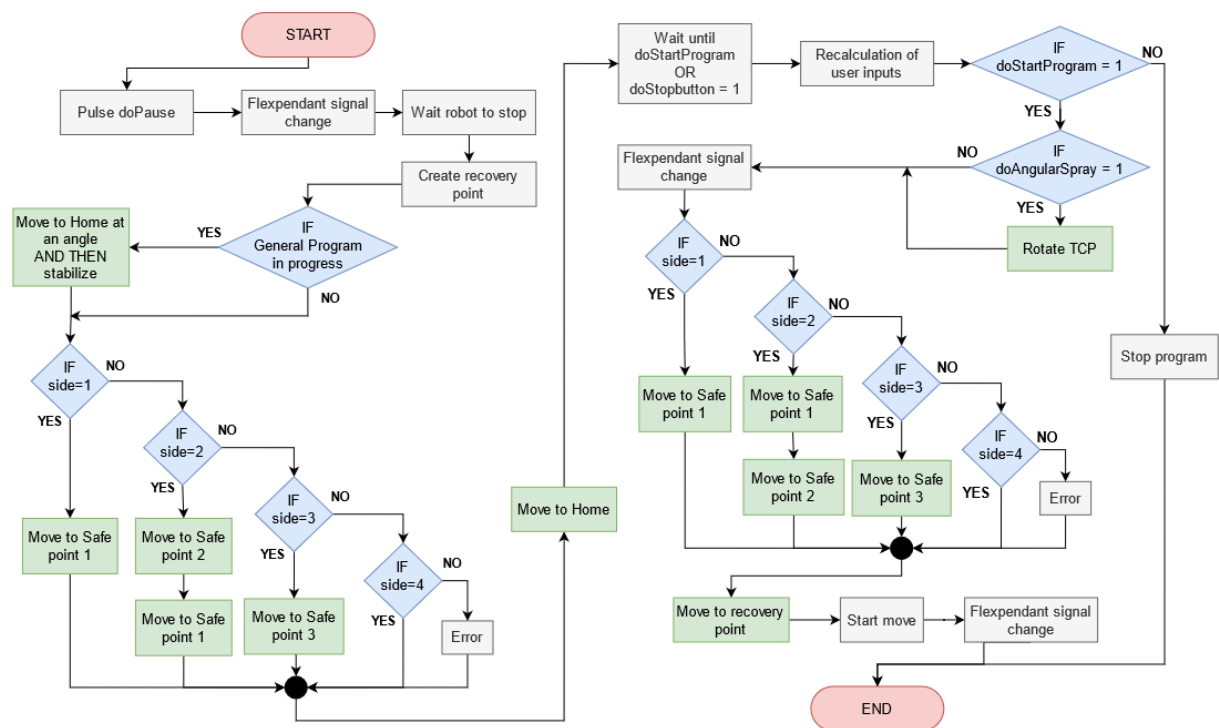 START
Pulse doPause
Flexpendant signal
change
Wait robot to stop
Create recovery
point
IF
General Program
in progress
YES
NO
Move to Home at
an angle
AND THEN
stabilize
IF
side=1
NO
YES
IF
side=2
NO
YES
IF
side=3
NO
YES
IF
side=4
NO
YES
Move to Safe
point 1
Move to Safe
point 2
Move to Safe
point 1
Move to Safe
point 3
Error
Move to Home
Wait until
doStartProgram
OR
doStopbutton = 1
Recalculation of
user inputs
IF
doStartProgram = 1
NO
YES
IF
doAngularSpray = 1
NO
YES
Rotate TCP
Flexpendant signal
change
IF
side=1
NO
YES
IF
side=2
NO
YES
IF
side=3
NO
YES
IF
side=4
NO
YES
Move to Safe
point 1
Move to Safe
point 1
Move to Safe
point 2
Move to Safe
point 3
Error
Stop program
Move to recovery
point
Start move
Flexpendant signal
change
END